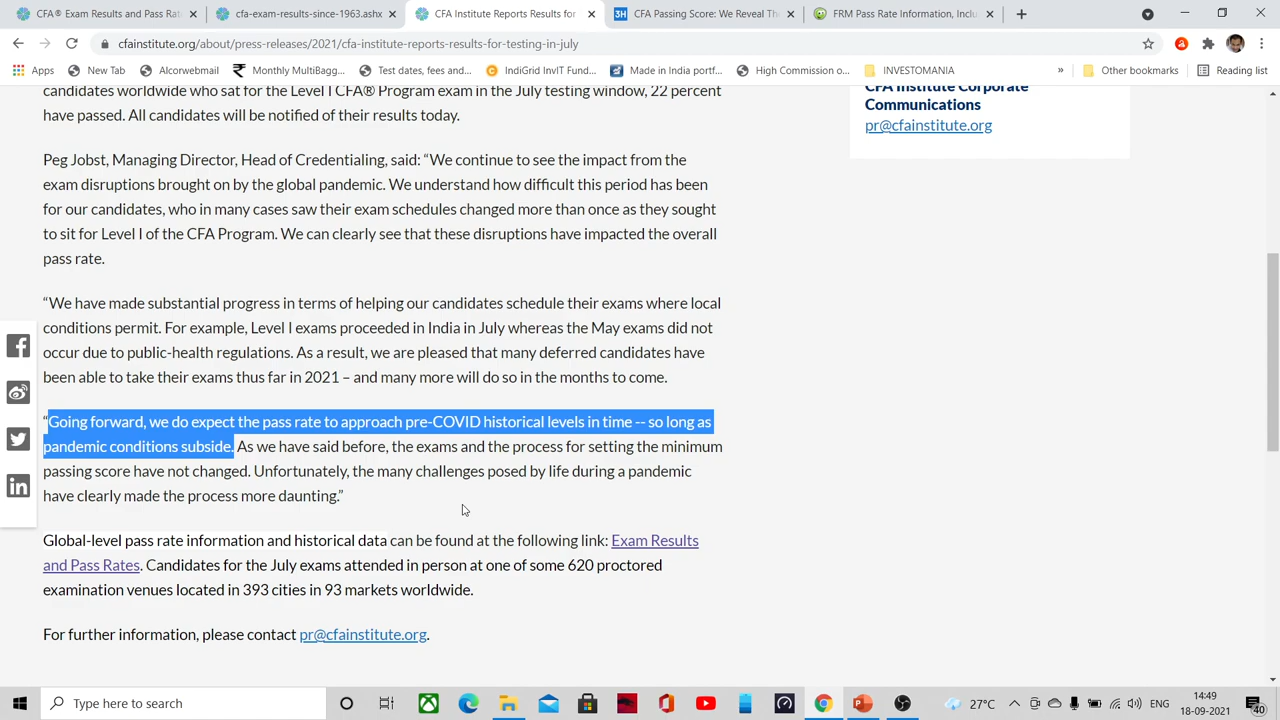 CFA® Exam Results and Pass Rat
cfa-exam-results-since-1963.ashx
CFA Institute Reports Results for
3H
CFA Passing Score: We Reveal Th
FRM Pass Rate Information, Inclu
cfainstitute.org/about/press-releases/2021/cfa-institute-reports-results-for-testing-in-july
Apps
New Tab
Alcorwebmail
Monthly MultiBagg...
Test dates, fees and...
IndiGrid InvIT Fund...
Made in India portf...
High Commission o...
INVESTOMANIA
»
Other bookmarks
Reading list
candidates worldwide who sat for the Level I CFA® Program exam in the July testing window, 22 percent
have passed. All candidates will be notified of their results today.
CFA Institute Corporate
Communications
pr@cfainstitute.org
Peg Jobst, Managing Director, Head of Credentialing, said: “We continue to see the impact from the
exam disruptions brought on by the global pandemic. We understand how difficult this period has been
for our candidates, who in many cases saw their exam schedules changed more than once as they sought
to sit for Level I of the CFA Program. We can clearly see that these disruptions have impacted the overall
pass rate.
“We have made substantial progress in terms of helping our candidates schedule their exams where local
conditions permit. For example, Level I exams proceeded in India in July whereas the May exams did not
occur due to public-health regulations. As a result, we are pleased that many deferred candidates have
been able to take their exams thus far in 2021 – and many more will do so in the months to come.
“Going forward, we do expect the pass rate to approach pre-COVID historical levels in time -- so long as
pandemic conditions subside. As we have said before, the exams and the process for setting the minimum
passing score have not changed. Unfortunately, the many challenges posed by life during a pandemic
have clearly made the process more daunting.”
Global-level pass rate information and historical data can be found at the following link: Exam Results
and Pass Rates. Candidates for the July exams attended in person at one of some 620 proctored
examination venues located in 393 cities in 93 markets worldwide.
For further information, please contact pr@cfainstitute.org.
Type here to search
27°C
ENG
14:49
18-09-2021
40